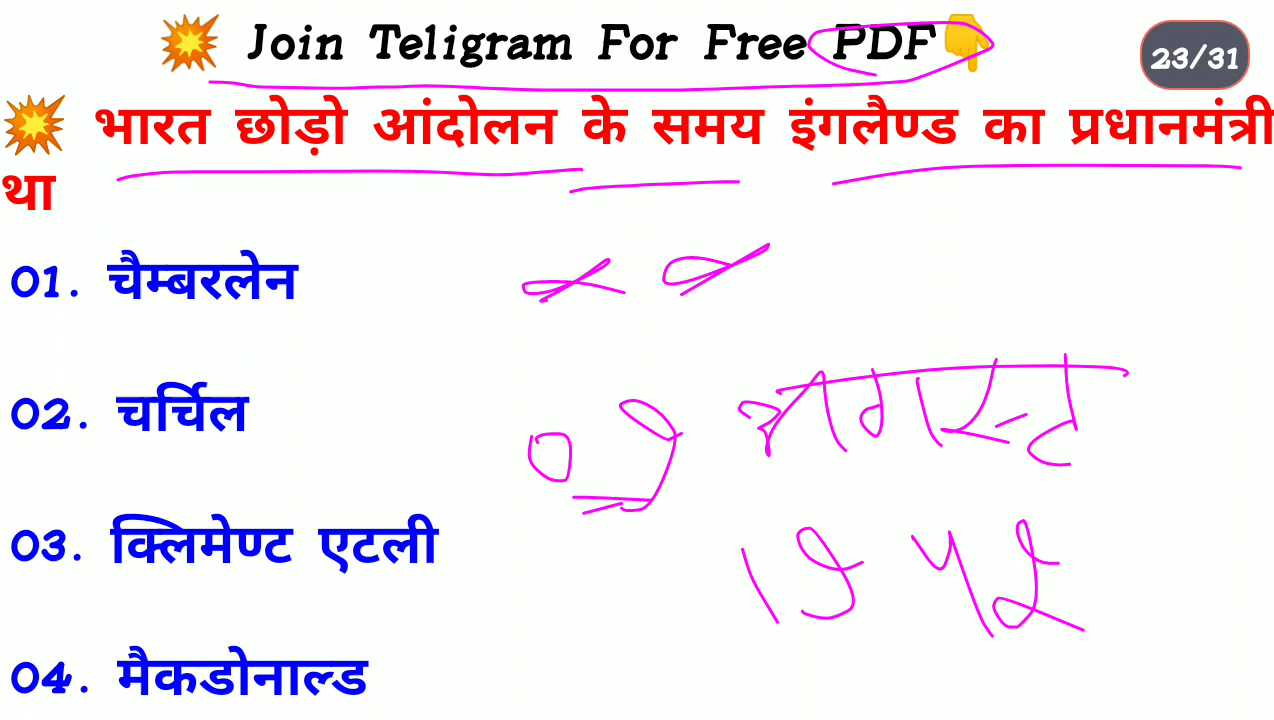 💥 Join Teligram For Free PDF👇
23/31
💥 भारत छोड़ो आंदोलन के समय इंगलैण्ड का प्रधानमंत्री
था
01. चैम्बरलेन
02. चर्चिल
09 अगस्त
03. क्लिमेण्ट एटली
1942
04. मैकडोनाल्ड